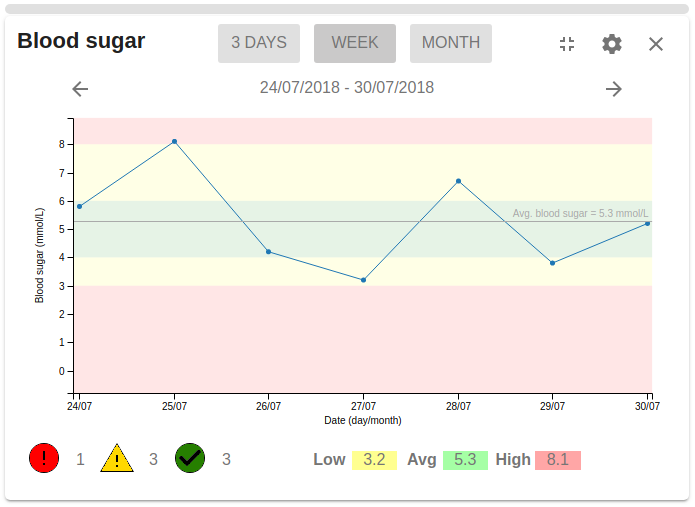 Blood sugar 3 DAYS WEEK MONTH
24/07/2018 - 30/07/2018
8
7
6
Avg. blood sugar = 5.3 mmol/L
5
4
3
2
1
0
Blood sugar (mmol/L)
24/07 25/07 26/07 27/07 28/07 29/07 30/07
Date (day/month)
! 1 ! 3 3 Low 3.2 Avg 5.3 High 8.1